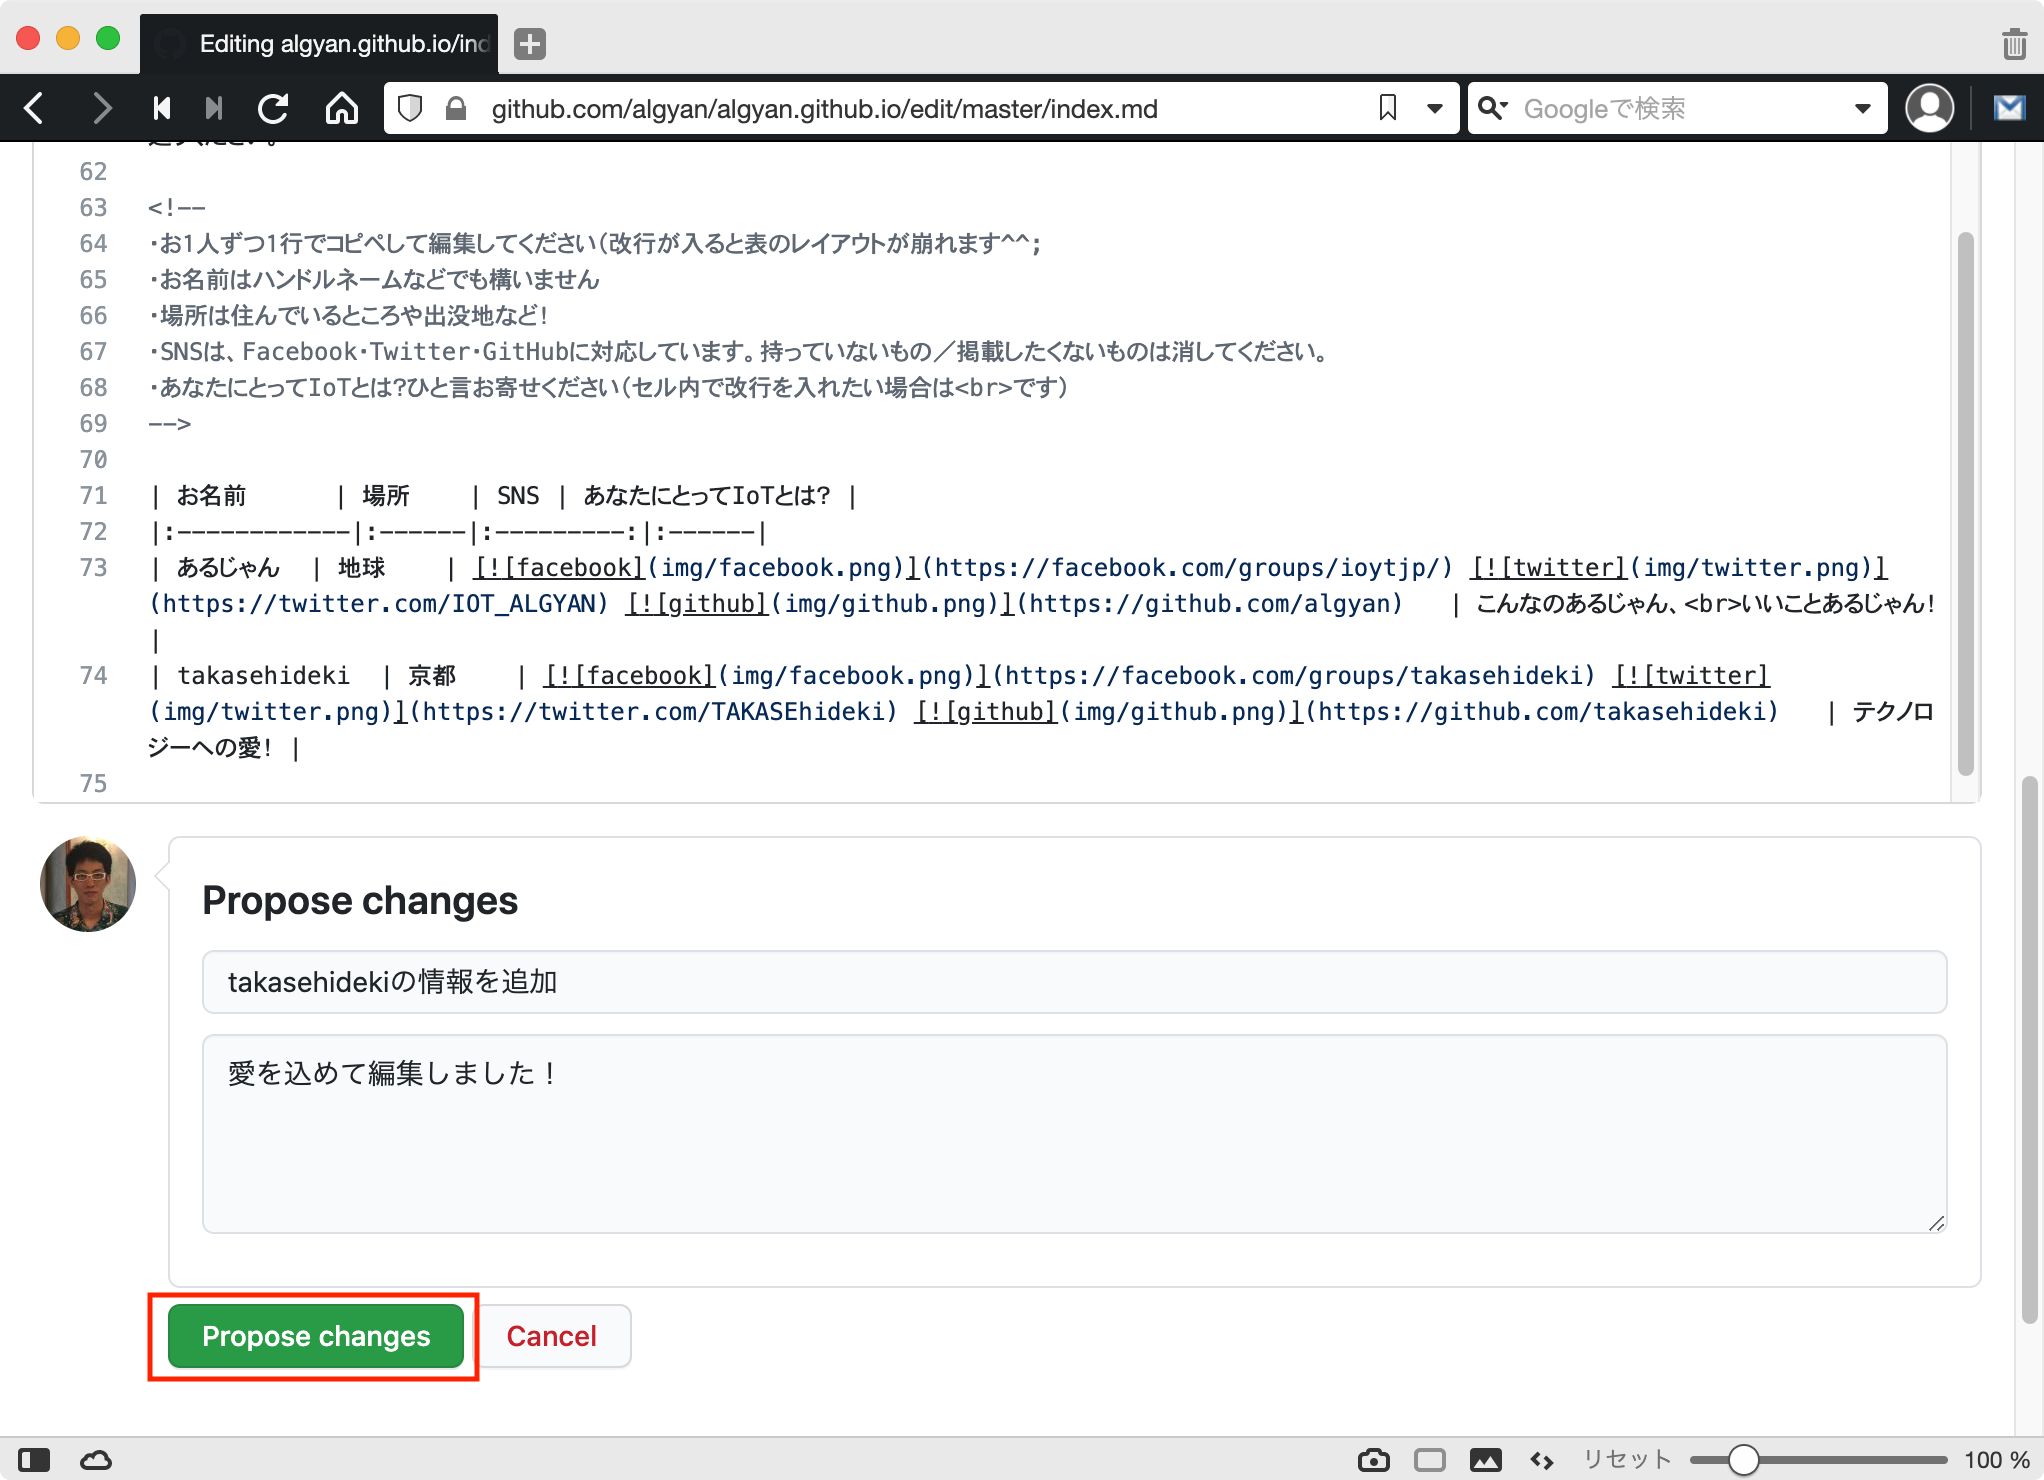 Editing algyan.github.io/ind
github.com/algyan/algyan.github.io/edit/master/index.md
Googleで検索
62
63 <!--
64 ・お1人ずつ1行でコピペして編集してください(改行が入ると表のレイアウトが崩れます^^;
65 ・お名前はハンドルネームなどでも構いません
66 ・場所は住んでいるところや出没地など!
67 ・SNSは、Facebook・Twitter・GitHubに対応しています。持っていないもの／掲載したくないものは消してください。
68 ・あなたにとってIoTとは?ひと言お寄せください(セル内で改行を入れたい場合は<br>です)
69 -->
70
71 | お名前 | 場所 | SNS | あなたにとってIoTとは? |
72 |:------------|:------|:---------:|:------|
73 | あるじゃん | 地球 | [![facebook](img/facebook.png)](https://facebook.com/groups/ioytjp/) [![twitter](img/twitter.png)]
(https://twitter.com/IOT_ALGYAN) [![github](img/github.png)](https://github.com/algyan) | こんなのあるじゃん、<br>いいことあるじゃん!
|
74 | takasehideki | 京都 | [![facebook](img/facebook.png)](https://facebook.com/groups/takasehideki) [![twitter]
(img/twitter.png)](https://twitter.com/TAKASEhideki) [![github](img/github.png)](https://github.com/takasehideki) | テクノロ
ジーへの愛! |
75
Propose changes
takasehidekiの情報を追加
愛を込めて編集しました！
Propose changes
Cancel
リセット
100 %